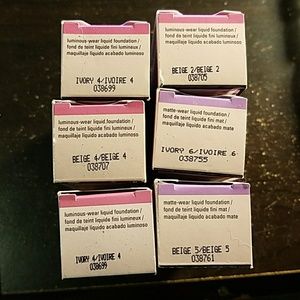 luminous-wear liquid foundation /
fond de teint liquide fini lumineux /
maquillaje líquido acabado luminoso
IVORY 4/IVOIRE 4
038699
luminous-wear liquid foundation /
fond de teint liquide fini lumineux /
maquillaje líquido acabado luminoso
BEIGE 2/BEIGE 2
038705
luminous-wear liquid foundation /
fond de teint liquide fini lumineux /
maquillaje líquido acabado luminoso
BEIGE 4/BEIGE 4
038707
matte-wear liquid foundation /
fond de teint liquide fini mat /
maquillaje líquido acabado mate
IVORY 6/IVOIRE 6
038755
luminous-wear liquid foundation /
fond de teint liquide fini lumineux /
maquillaje líquido acabado luminoso
IVORY 4/IVOIRE 4
038699
matte-wear liquid foundation /
fond de teint liquide fini mat /
maquillaje líquido acabado mate
BEIGE 5/BEIGE 5
038761